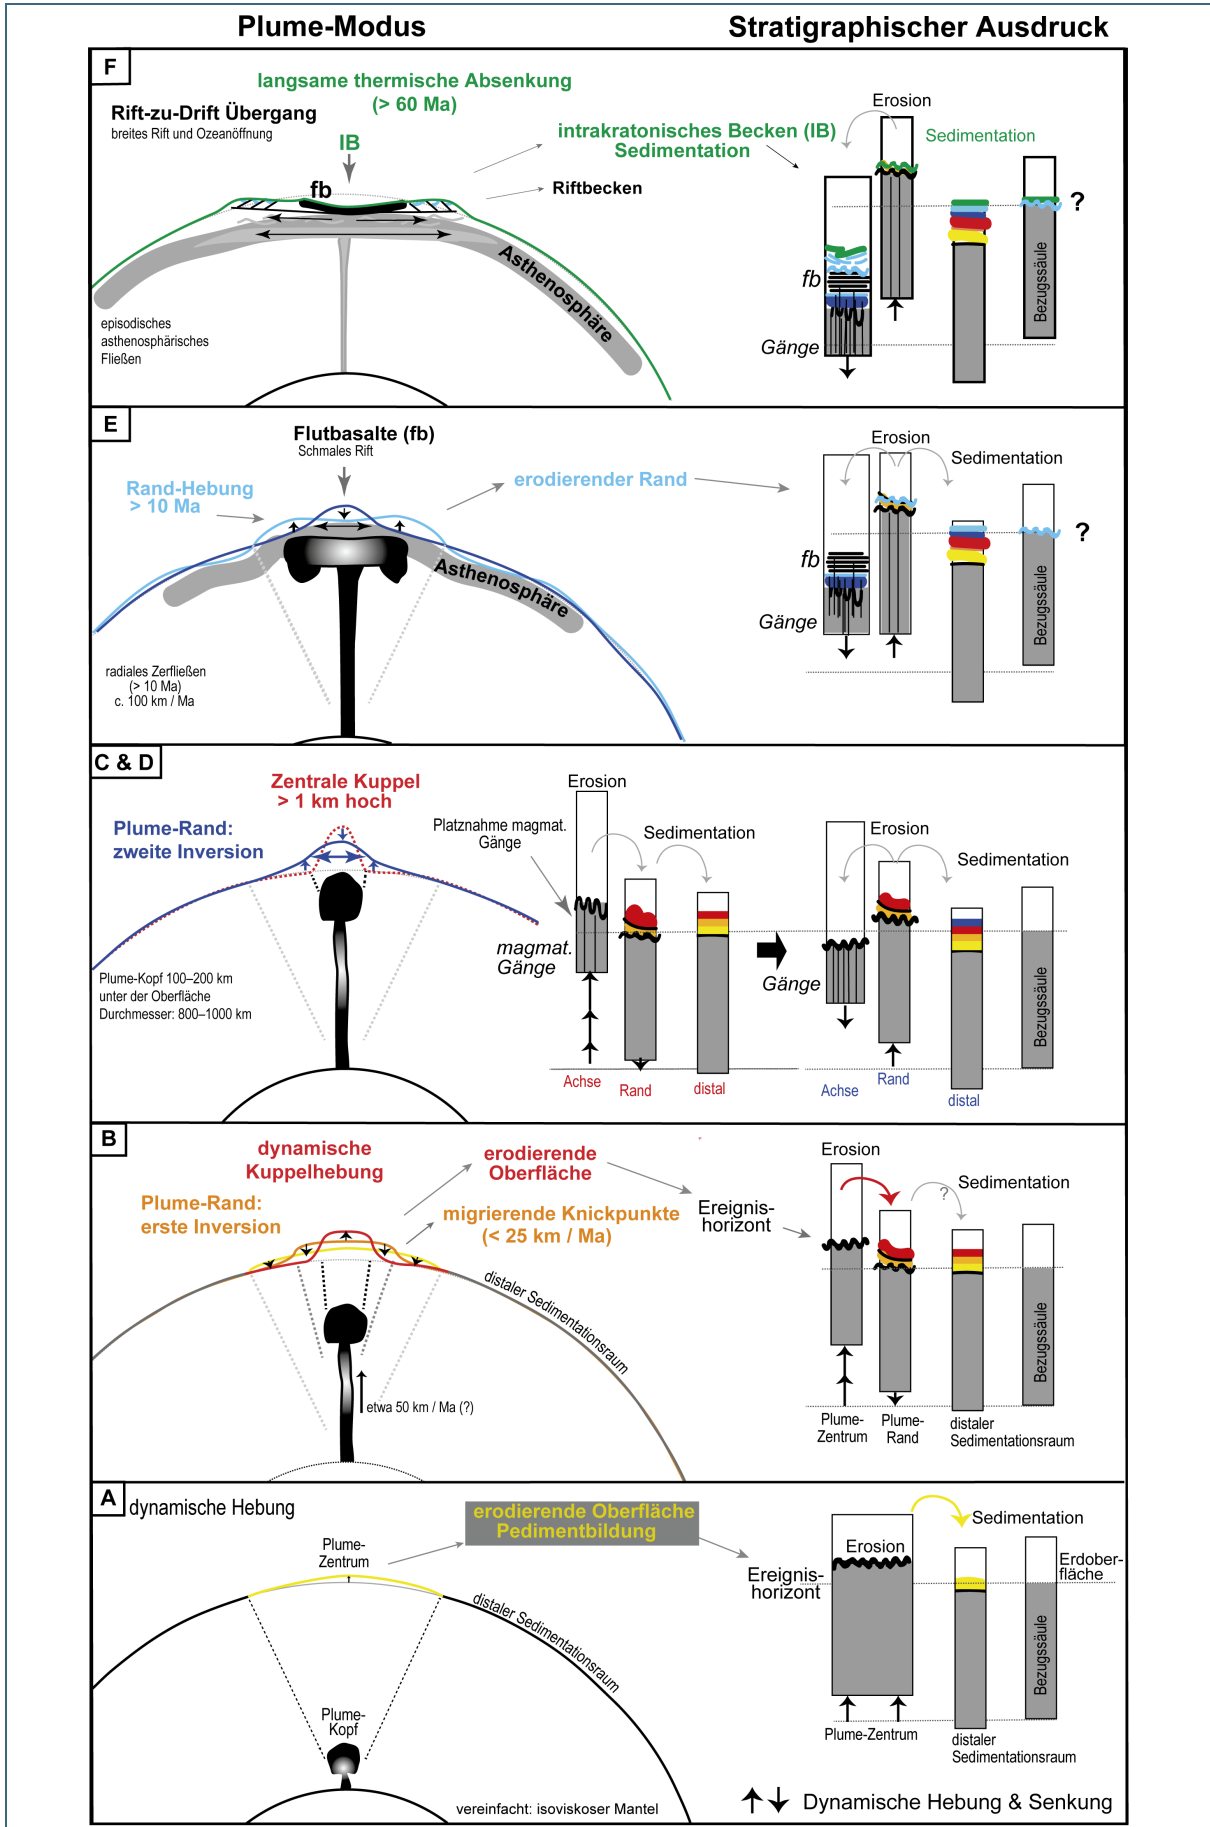 Plume-Modus
Stratigraphischer Ausdruck
F
langsame thermische Absenkung
(> 60 Ma)
Rift-zu-Drift Übergang
breites Rift und Ozeanöffnung
IB
fb
intrakratonisches Becken (IB)
Sedimentation
Riftbecken
Asthenosphäre
episodisches
asthenosphärisches
Fließen
Erosion
Sedimentation
fb
Gänge
?
Bezugssäule
E
Flutbasalte (fb)
Schmales Rift
Rand-Hebung
> 10 Ma
erodierender Rand
Asthenosphäre
radiales Zerfließen
(> 10 Ma)
c. 100 km / Ma
Erosion
Sedimentation
fb
Gänge
?
Bezugssäule
C & D
Zentrale Kuppel
> 1 km hoch
Plume-Rand:
zweite Inversion
Plume-Kopf 100–200 km
unter der Oberfläche
Durchmesser: 800–1000 km
Erosion
Platznahme magmat.
Gänge
Sedimentation
magmat.
Gänge
Achse
Rand
distal
Erosion
Sedimentation
Gänge
Achse
Rand
distal
Bezugssäule
B
dynamische
Kuppelhebung
Plume-Rand:
erste Inversion
erodierende
Oberfläche
migrierende Knickpunkte
(< 25 km / Ma)
Ereignis-
horizont
distaler Sedimentationsraum
etwa 50 km / Ma (?)
Erosion
?
Sedimentation
Plume-
Zentrum
Plume-
Rand
distaler
Sedimentationsraum
Bezugssäule
A
dynamische Hebung
Plume-
Zentrum
erodierende Oberfläche
Pedimentbildung
distaler Sedimentationsraum
Plume-
Kopf
vereinfacht: isoviskoser Mantel
Ereignis-
horizont
Erosion
Sedimentation
Erdober-
fläche
Bezugssäule
Plume-Zentrum
distaler
Sedimentationsraum
Dynamische Hebung & Senkung